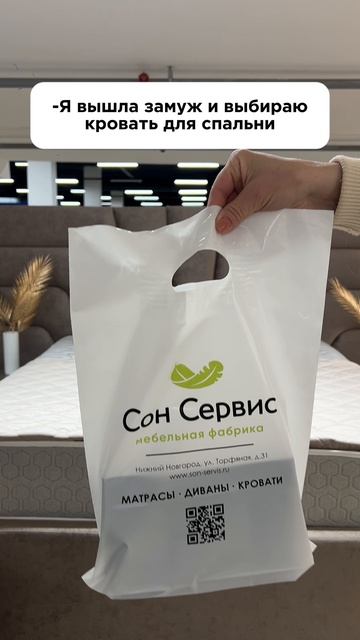 -Я вышла замуж и выбираю
кровать для спальни
Сон Сервис
мебельная фабрика
Нижний Новгород, ул. Торфяная, д.31
www.son-servis.ru
МАТРАСЫ · ДИВАНЫ · КРОВАТИ